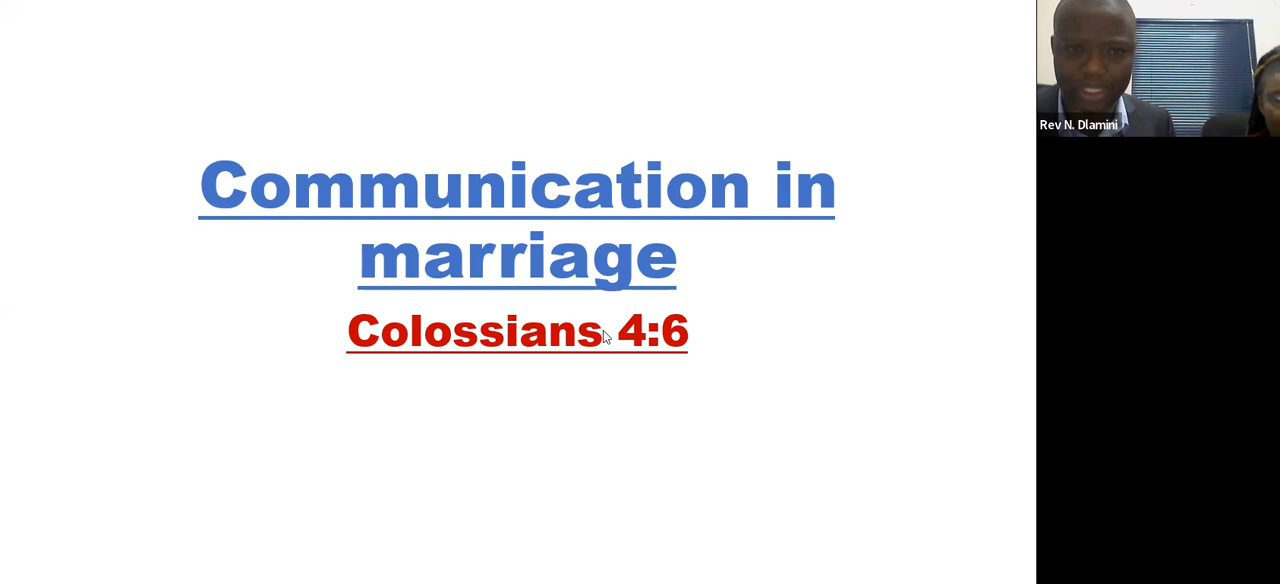 Communication in
marriage
Colossians 4:6
Rev N. Dlamini